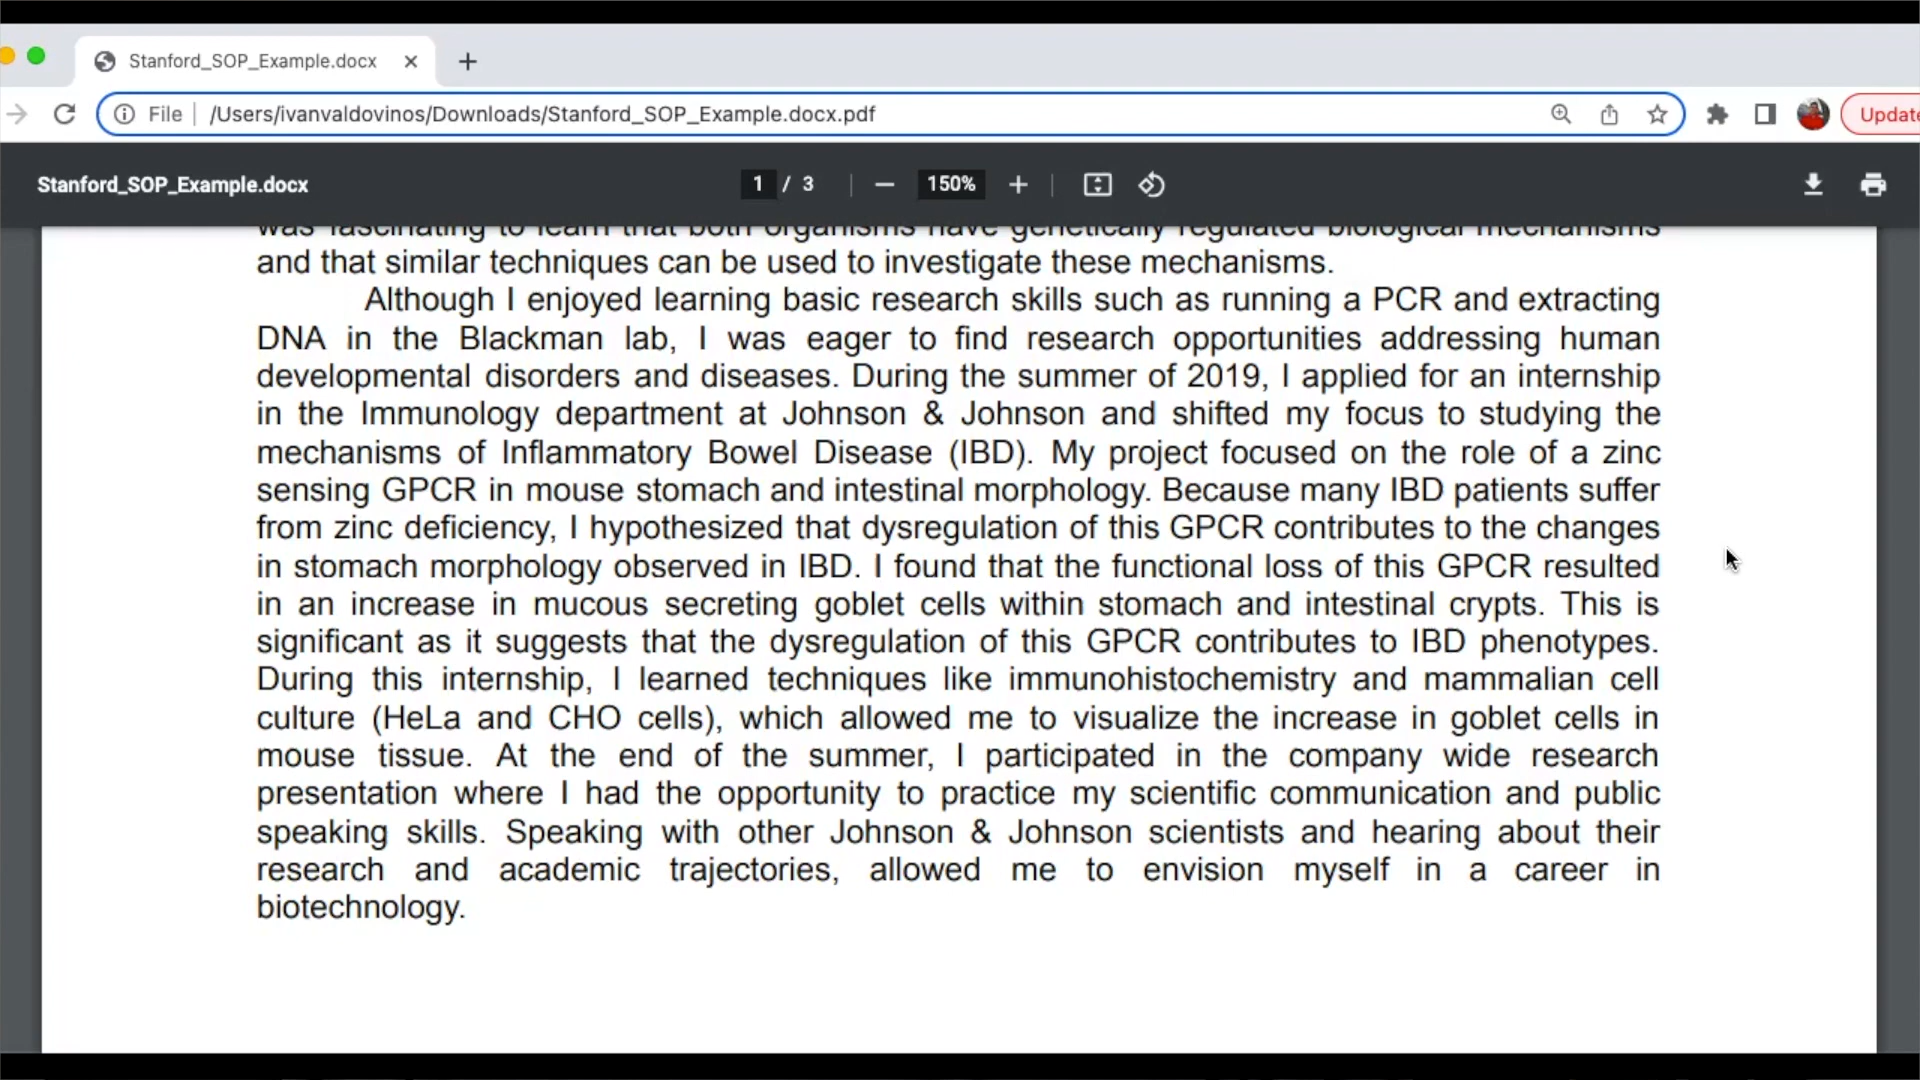 Stanford_SOP_Example.docx
File /Users/ivanvaldovinos/Downloads/Stanford_SOP_Example.docx.pdf
Update
Stanford_SOP_Example.docx 1 / 3 150%
was fascinating to learn that both organisms have genetically regulated biological mechanisms
and that similar techniques can be used to investigate these mechanisms.
Although I enjoyed learning basic research skills such as running a PCR and extracting
DNA in the Blackman lab, I was eager to find research opportunities addressing human
developmental disorders and diseases. During the summer of 2019, I applied for an internship
in the Immunology department at Johnson & Johnson and shifted my focus to studying the
mechanisms of Inflammatory Bowel Disease (IBD). My project focused on the role of a zinc
sensing GPCR in mouse stomach and intestinal morphology. Because many IBD patients suffer
from zinc deficiency, I hypothesized that dysregulation of this GPCR contributes to the changes
in stomach morphology observed in IBD. I found that the functional loss of this GPCR resulted
in an increase in mucous secreting goblet cells within stomach and intestinal crypts. This is
significant as it suggests that the dysregulation of this GPCR contributes to IBD phenotypes.
During this internship, I learned techniques like immunohistochemistry and mammalian cell
culture (HeLa and CHO cells), which allowed me to visualize the increase in goblet cells in
mouse tissue. At the end of the summer, I participated in the company wide research
presentation where I had the opportunity to practice my scientific communication and public
speaking skills. Speaking with other Johnson & Johnson scientists and hearing about their
research and academic trajectories, allowed me to envision myself in a career in
biotechnology.